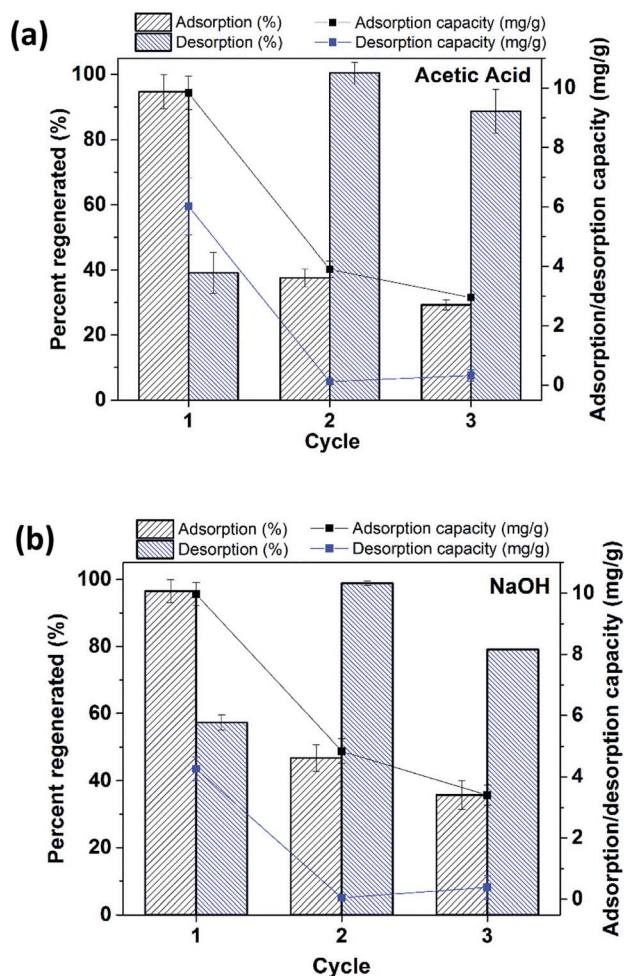 (a)
Adsorption (%) Adsorption capacity (mg/g)
Desorption (%) Desorption capacity (mg/g)
Acetic Acid
Percent regenerated (%)
100
80
60
40
20
0
10
8
6
4
2
0
Adsorption/desorption capacity (mg/g)
1 2 3
Cycle
(b)
Adsorption (%) Adsorption capacity (mg/g)
Desorption (%) Desorption capacity (mg/g)
NaOH
Percent regenerated (%)
100
80
60
40
20
0
10
8
6
4
2
0
Adsorption/desorption capacity (mg/g)
1 2 3
Cycle